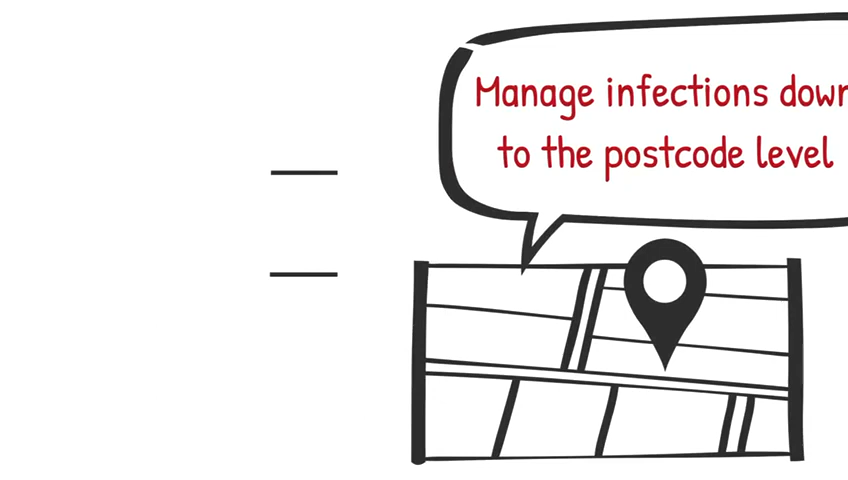 Manage infections down
to the postcode level